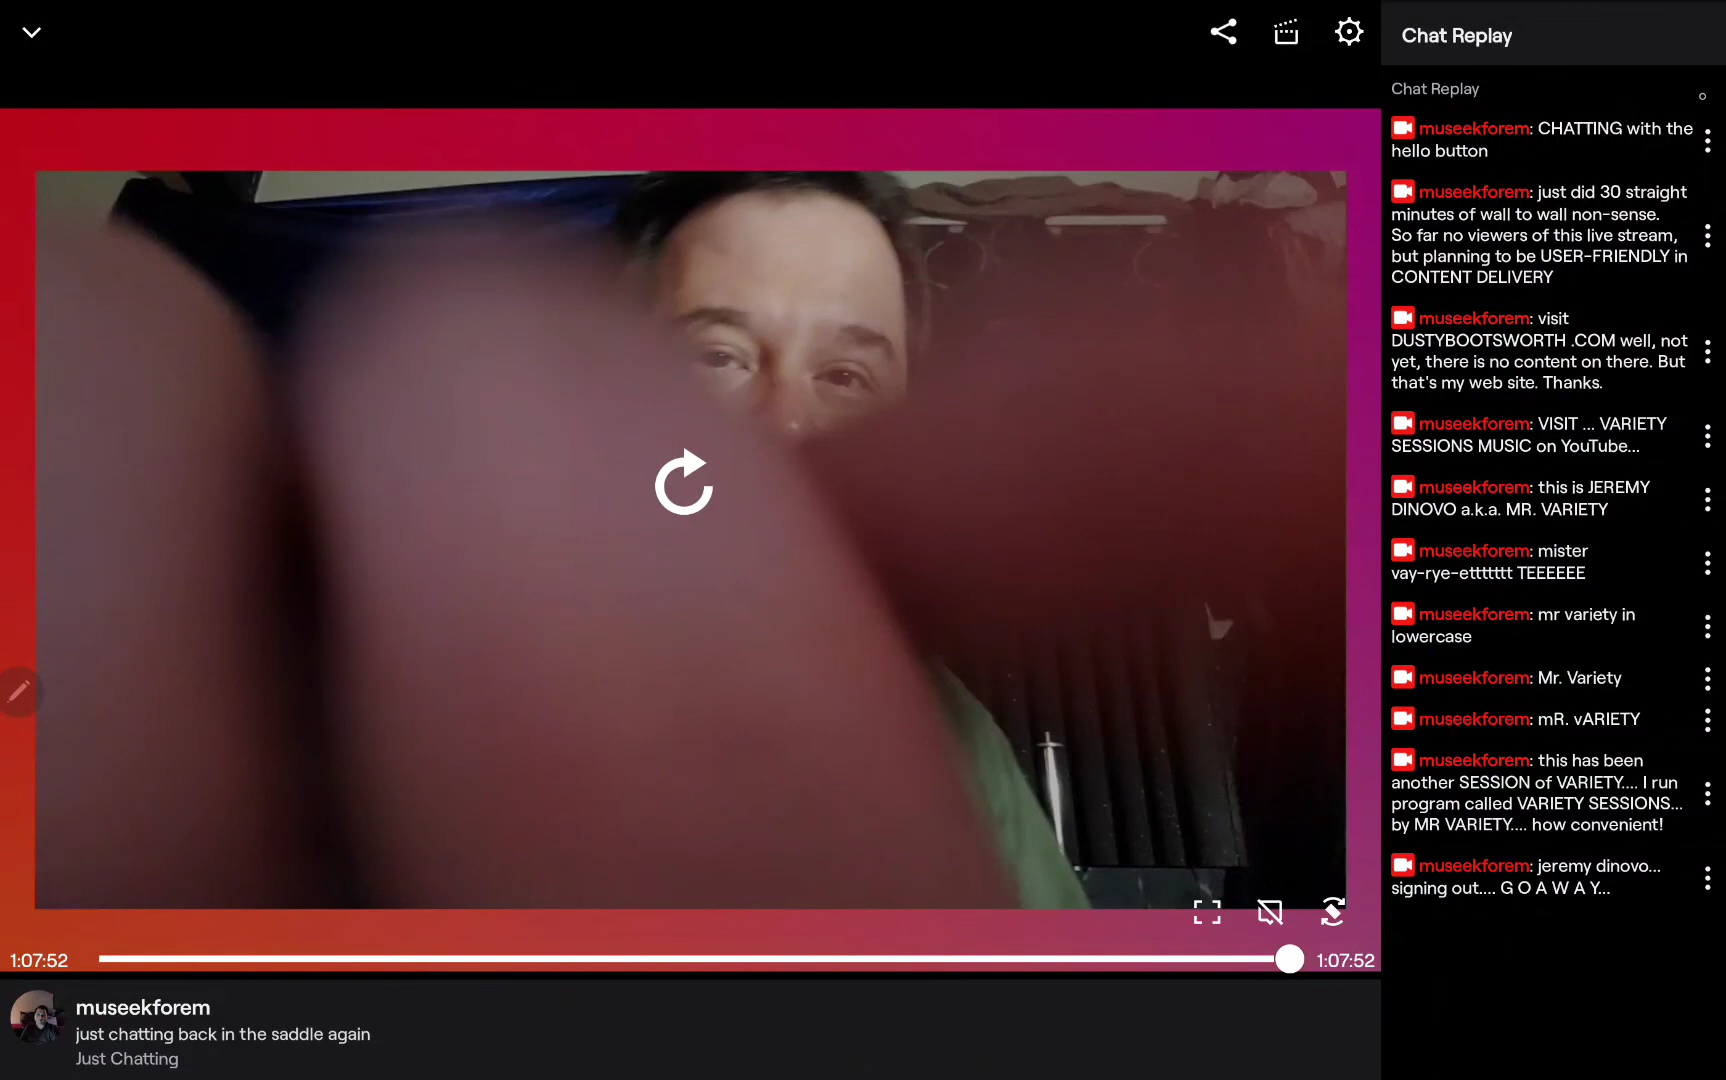 Chat Replay
Chat Replay
museekforem: CHATTING with the
hello button
museekforem: just did 30 straight
minutes of wall to wall non-sense.
So far no viewers of this live stream,
but planning to be USER-FRIENDLY in
CONTENT DELIVERY
museekforem: visit
DUSTYBOOTSWORTH .COM well, not
yet, there is no content on there. But
that's my web site. Thanks.
museekforem: VISIT ... VARIETY
SESSIONS MUSIC on YouTube...
museekforem: this is JEREMY
DINOVO a.k.a. MR. VARIETY
museekforem: mister
vay-rye-ettttttt TEEEEEE
museekforem: mr variety in
lowercase
museekforem: Mr. Variety
museekforem: mR. vARIETY
museekforem: this has been
another SESSION of VARIETY.... I run
program called VARIETY SESSIONS...
by MR VARIETY.... how convenient!
museekforem: jeremy dinovo...
signing out.... G O A W A Y...
1:07:52
1:07:52
museekforem
just chatting back in the saddle again
Just Chatting